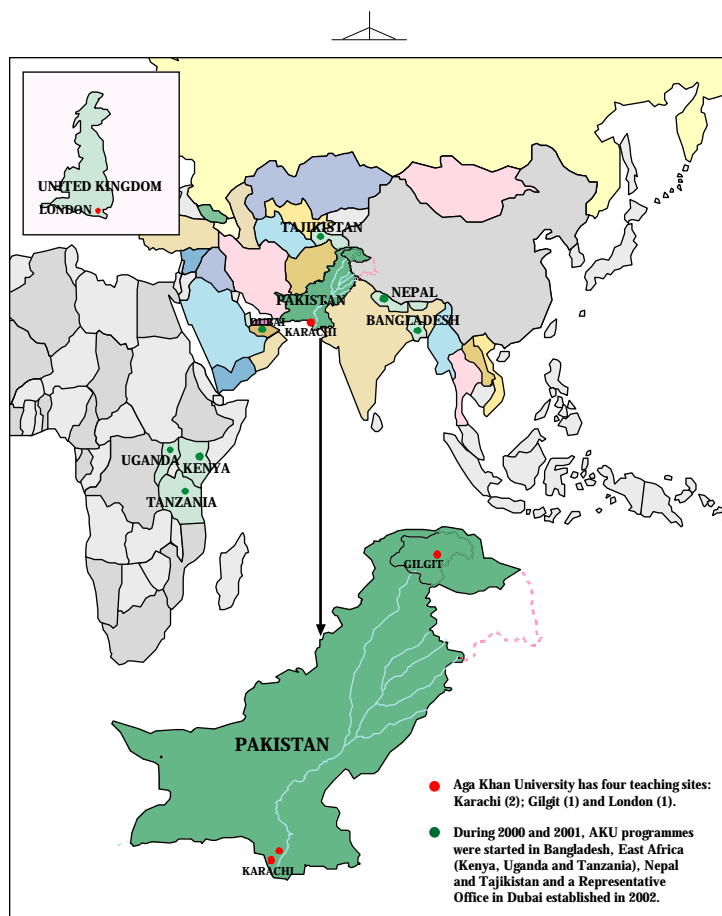 UNITED KINGDOM
LONDON
TAJIKISTAN
PAKISTAN
NEPAL
DUBAI
KARACHI
BANGLADESH
UGANDA
KENYA
TANZANIA
GILGIT
PAKISTAN
KARACHI
Aga Khan University has four teaching sites:
Karachi (2); Gilgit (1) and London (1).
During 2000 and 2001, AKU programmes
were started in Bangladesh, East Africa
(Kenya, Uganda and Tanzania), Nepal
and Tajikistan and a Representative
Office in Dubai established in 2002.